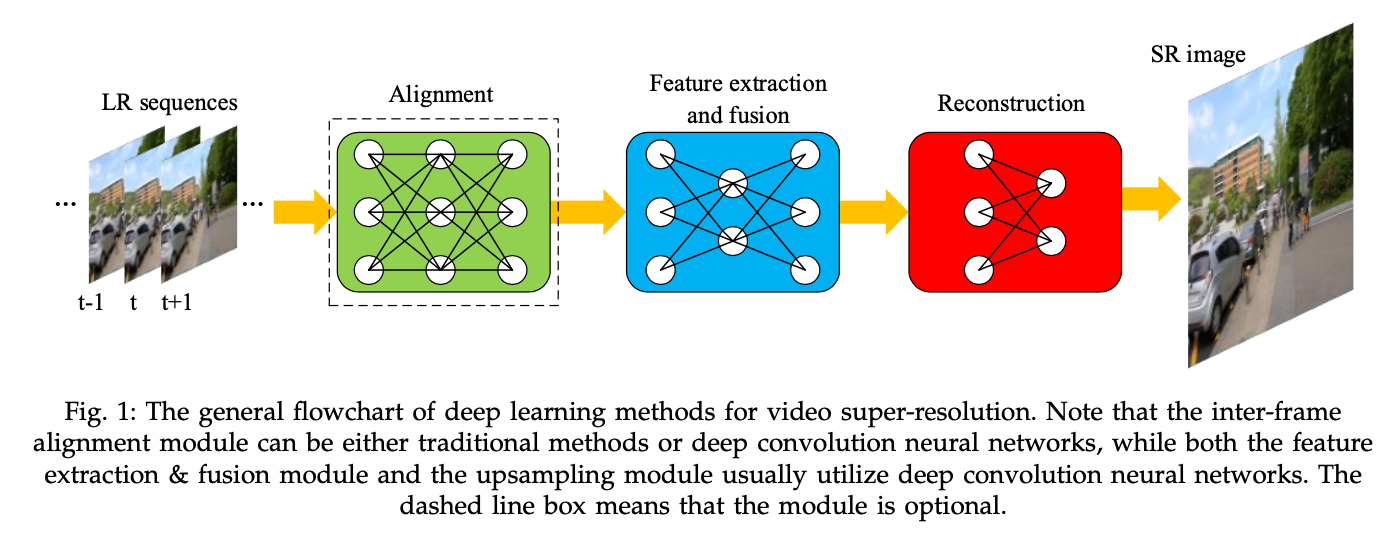 SR image
LR sequences
Alignment
Feature extraction
and fusion
Reconstruction
...
...
t-1 t t+1
Fig. 1: The general flowchart of deep learning methods for video super-resolution. Note that the inter-frame
alignment module can be either traditional methods or deep convolution neural networks, while both the feature
extraction & fusion module and the upsampling module usually utilize deep convolution neural networks. The
dashed line box means that the module is optional.